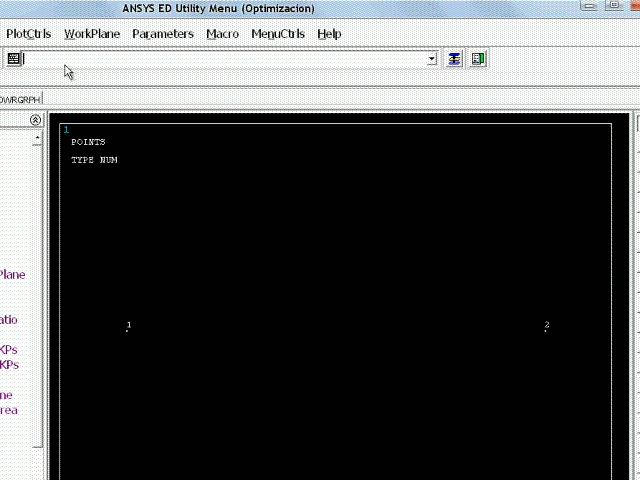 ANSYS ED Utility Menu (Optimizacion)
PlotCtrls WorkPlane Parameters Macro MenuCtrls Help
OWRGRPH
1
POINTS
TYPE NUM
Plane
atio
1 2
KPs
KPs
ne
rea